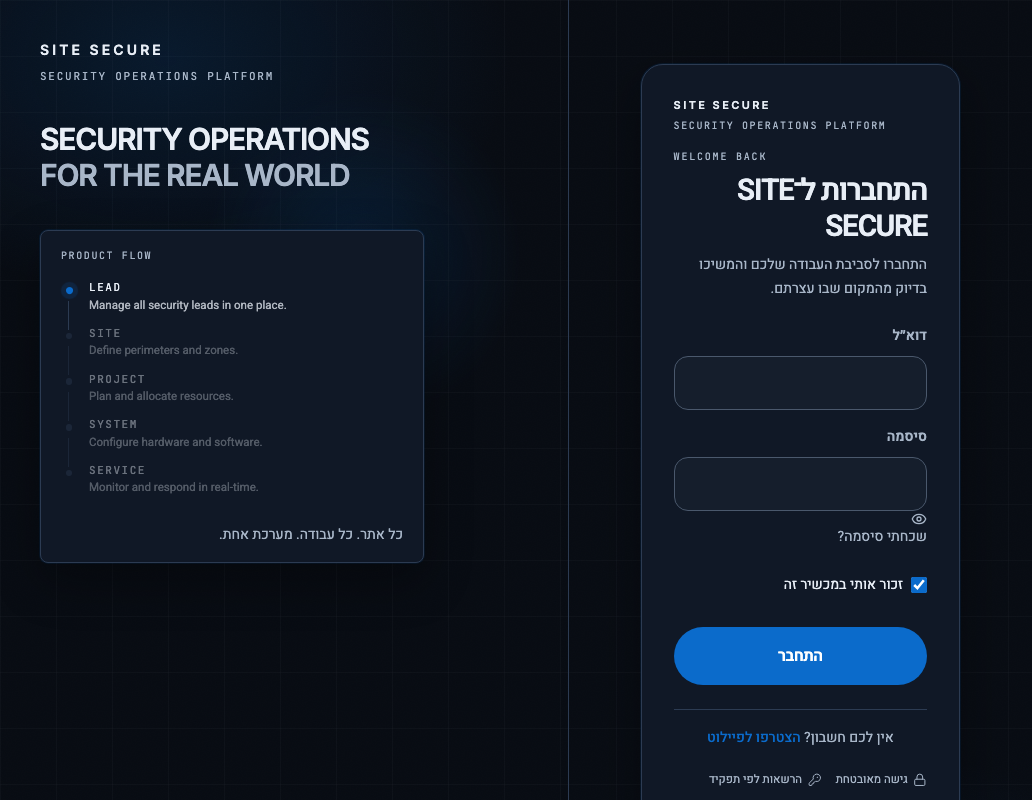 SITE SECURE
SECURITY OPERATIONS PLATFORM
SECURITY OPERATIONS
FOR THE REAL WORLD
PRODUCT FLOW
LEAD
Manage all security leads in one place.
SITE
Define perimeters and zones.
PROJECT
Plan and allocate resources.
SYSTEM
Configure hardware and software.
SERVICE
Monitor and respond in real-time.
כל אתר. כל עבודה. מערכת אחת.
SITE SECURE
SECURITY OPERATIONS PLATFORM
WELCOME BACK
התחברות ל־SITE
SECURE
התחברו לסביבת העבודה שלכם והמשיכו
בדיוק מהמקום שבו עצרתם.
דוא״ל
סיסמה
שכחתי סיסמה?
זכור אותי במכשיר זה
התחבר
אין לכם חשבון? הצטרפו לפיילוט
גישה מאובטחת הרשאות לפי תפקיד